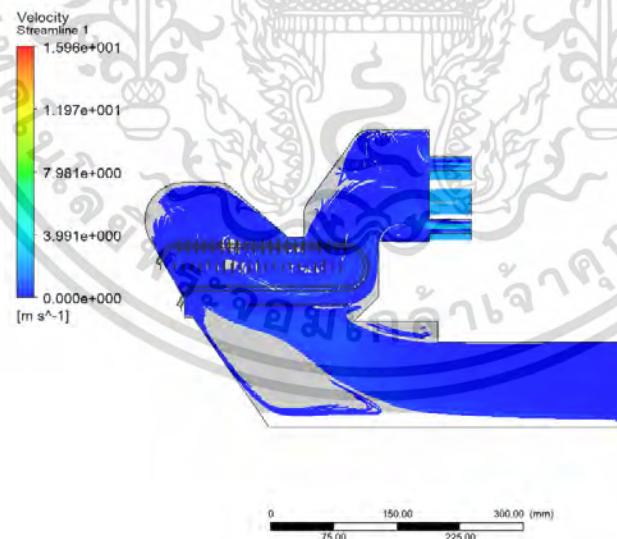 Velocity
Streamline 1
1.596e+001
1.197e+001
7.981e+000
3.991e+000
0.000e+000
[m s^-1]
0 150.00 300.00 (mm)
75.00 225.00